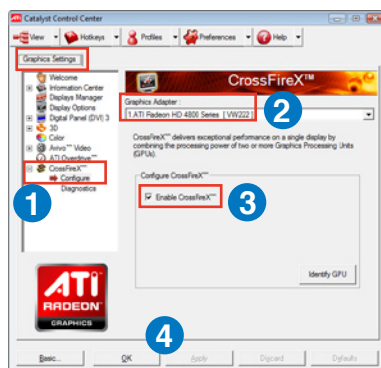 Catalyst Control Center
View Hotkeys Profiles Preferences Help
Graphics Settings
Welcome
Information Center
Displays Manager
Display Options
Digital Panel (DVI) 3
3D
Color
Avivo™ Video
ATI Overdrive™
CrossFireX™
Configure
Diagnostics
1
CrossFireX™
Graphics Adapter :
1.ATI Radeon HD 4800 Series [ VW222 ]
2
CrossFireX™ delivers exceptional performance on a single display by
combining the processing power of two or more Graphics Processing Units
(GPUs).
Configure CrossFireX™
Enable CrossFireX™
3
Identify GPU
ATI
RADEON
GRAPHICS
4
Basic... OK Apply Discard Defaults